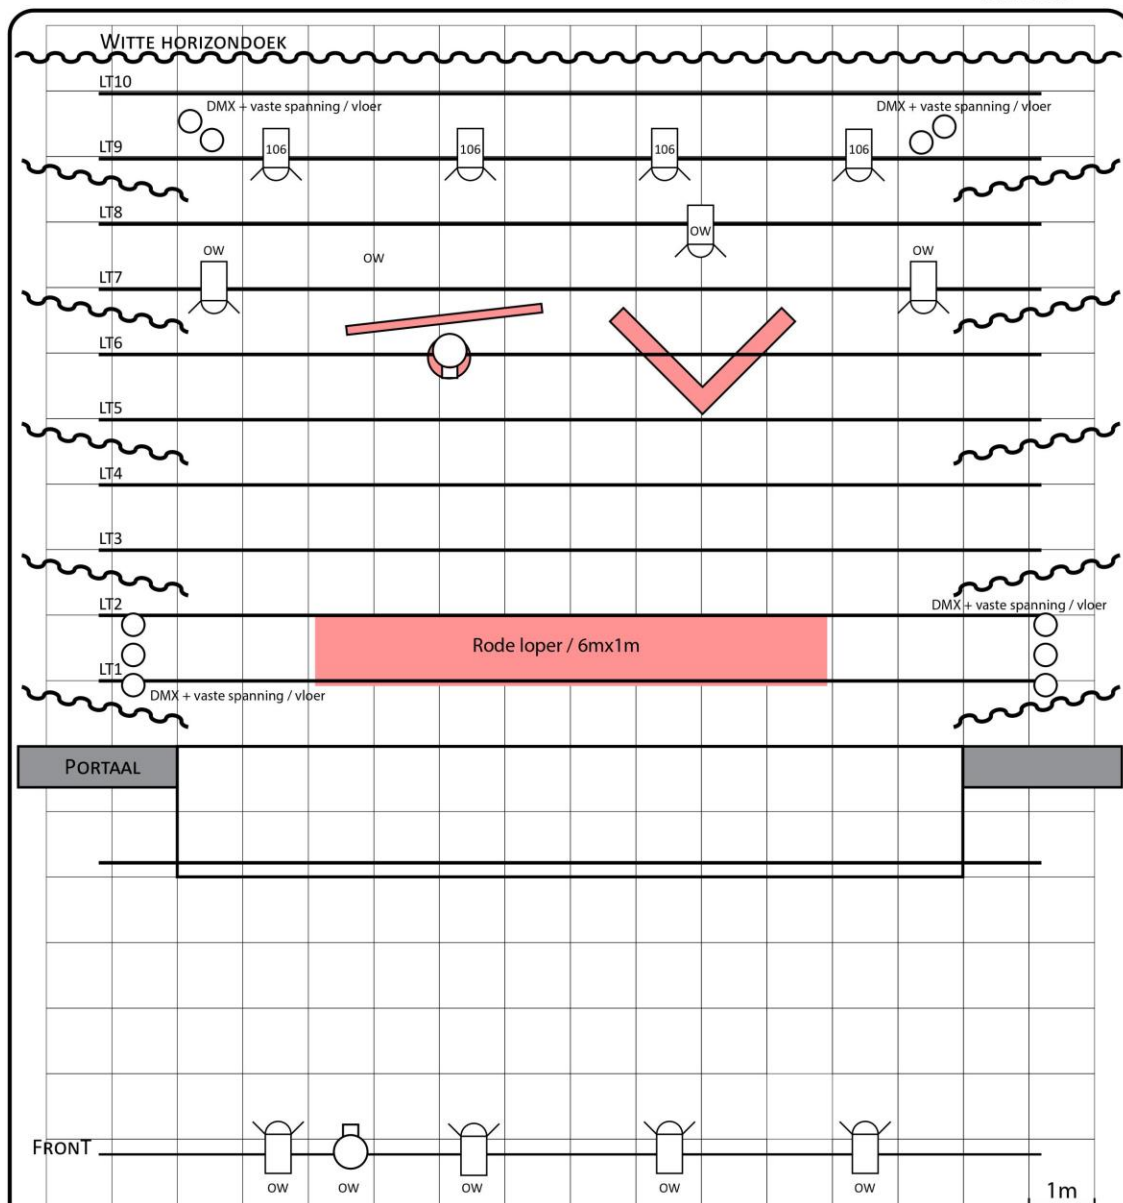 WITTE HORIZONDOEK
LT10
DMX + vaste spanning / vloer
DMX + vaste spanning / vloer
LT9
106
106
106
106
LT8
OW
OW
OW
OW
LT7
LT6
LT5
LT4
LT3
LT2
DMX + vaste spanning / vloer
Rode loper / 6mx1m
LT1
DMX + vaste spanning / vloer
PORTAAL
FRONT
OW
OW
OW
OW
OW
1m